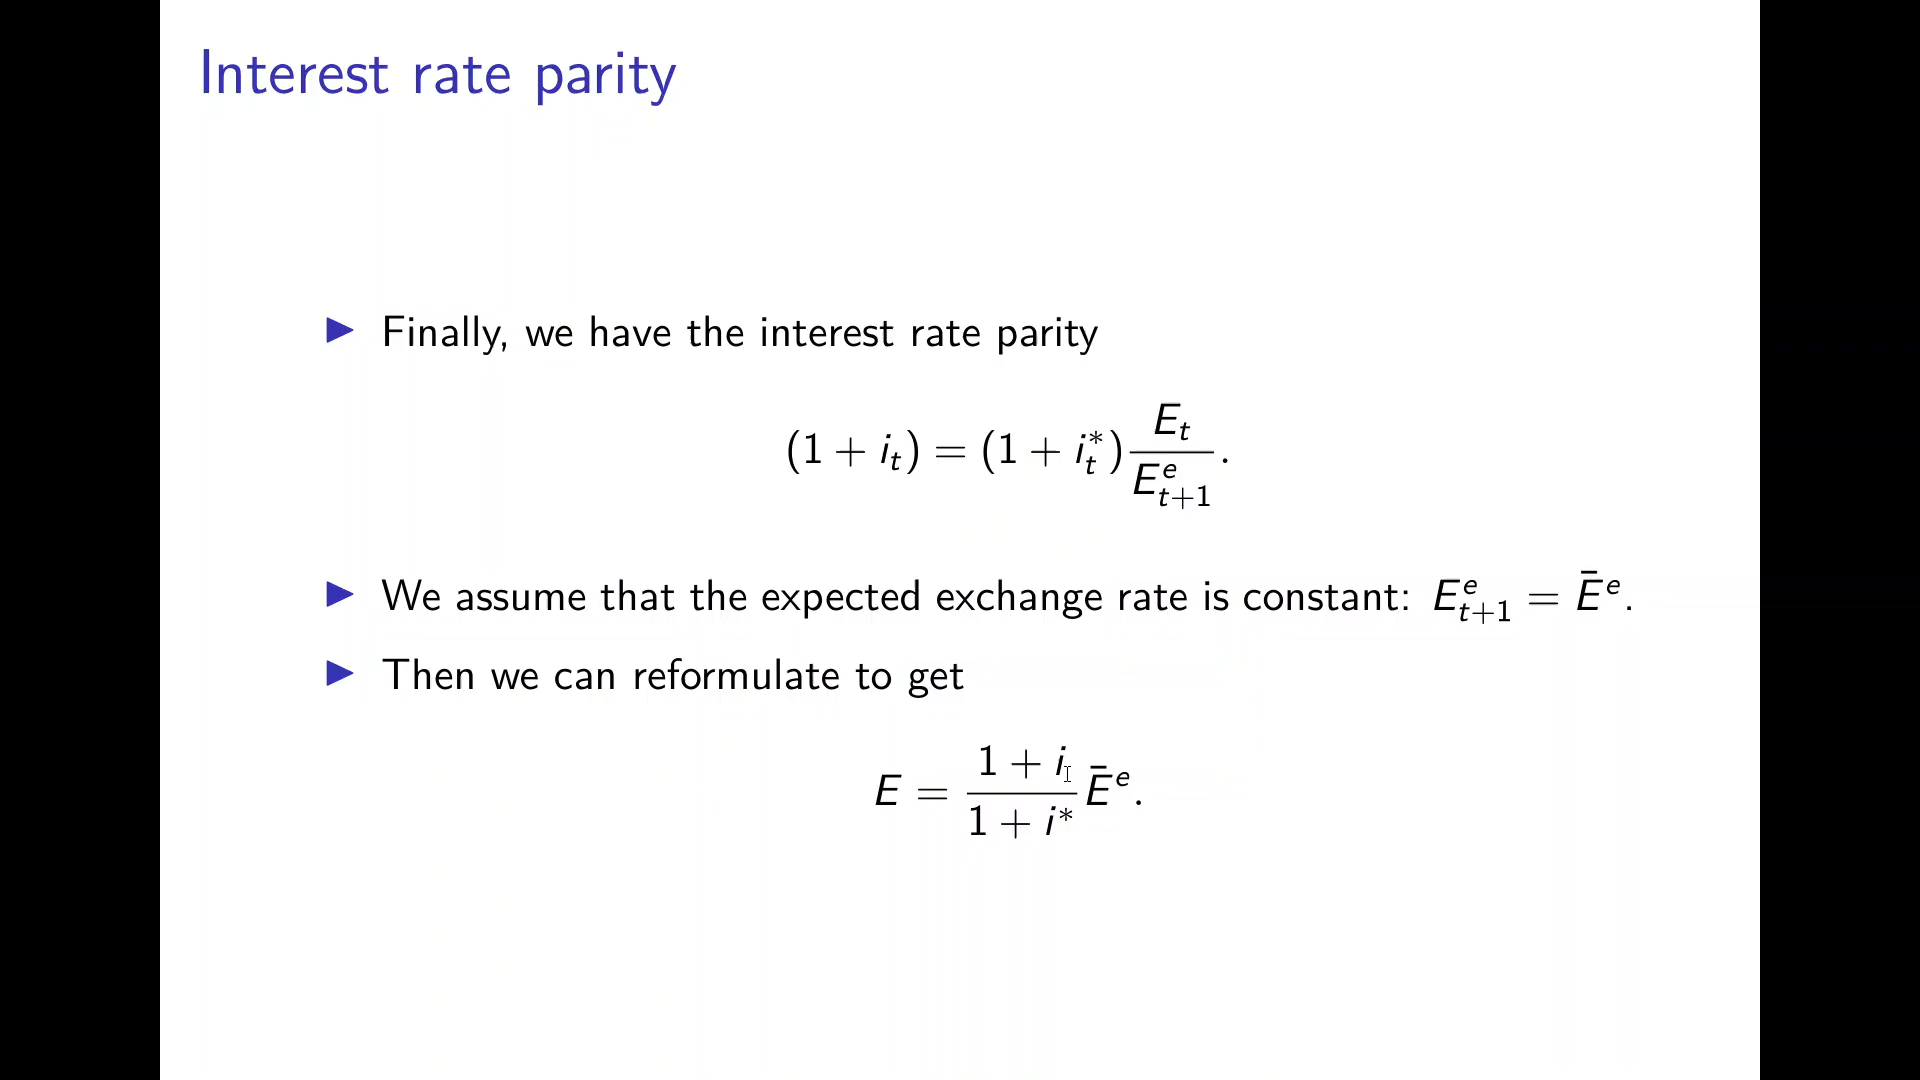 Interest rate parity
▶ Finally, we have the interest rate parity
$(1 + i_t) = (1 + i_t^*) \frac{E_t}{E_{t+1}^e}.$
▶ We assume that the expected exchange rate is constant: $E_{t+1}^e = \bar{E}^e.$
▶ Then we can reformulate to get
$E = \frac{1 + i}{1 + i^*} \bar{E}^e.$